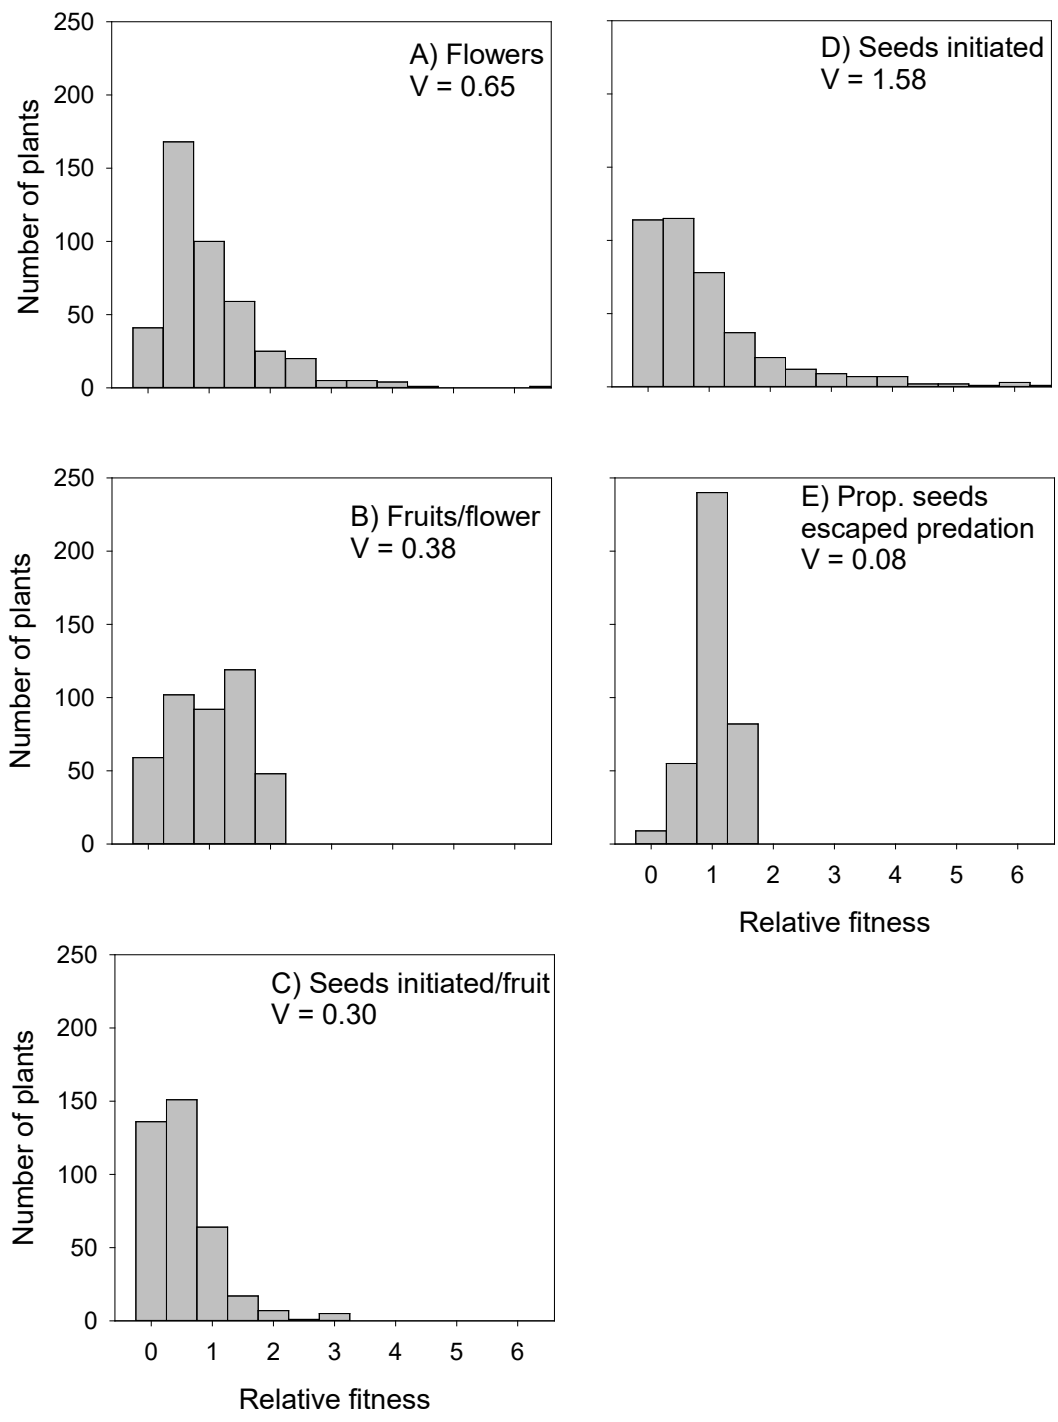 250
200
150
100
50
0
Number of plants
A) Flowers
V = 0.65
D) Seeds initiated
V = 1.58
250
200
150
100
50
0
Number of plants
B) Fruits/flower
V = 0.38
E) Prop. seeds
escaped predation
V = 0.08
0 1 2 3 4 5 6
Relative fitness
250
200
150
100
50
0
Number of plants
C) Seeds initiated/fruit
V = 0.30
0 1 2 3 4 5 6
Relative fitness